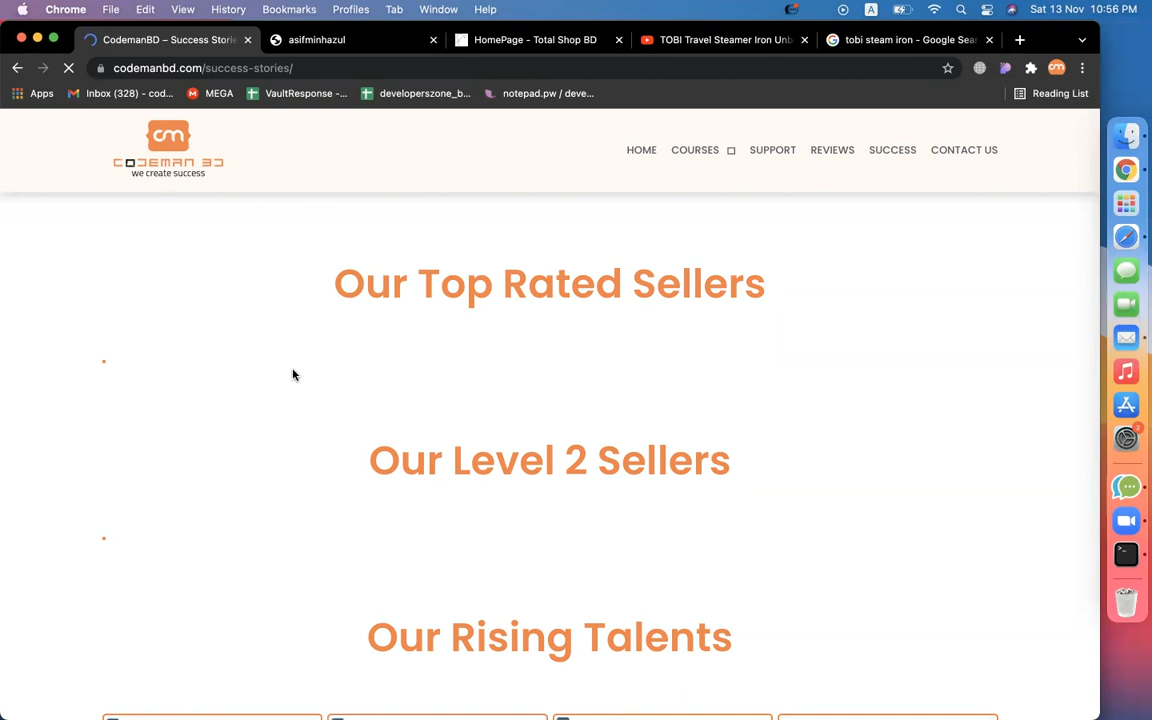 Chrome File Edit View History Bookmarks Profiles Tab Window Help A Sat 13 Nov 10:56 PM
CodemanBD – Success Storie asifminhazul HomePage - Total Shop BD TOBI Travel Steamer Iron Unb tobi steam iron - Google Sear
codemanbd.com/success-stories/
Apps Inbox (328) - cod... MEGA VaultResponse -... developerszone_b... notepad.pw / deve... Reading List
cm
CODEMAN BD
we create success
HOME COURSES SUPPORT REVIEWS SUCCESS CONTACT US
Our Top Rated Sellers
Our Level 2 Sellers
Our Rising Talents
2